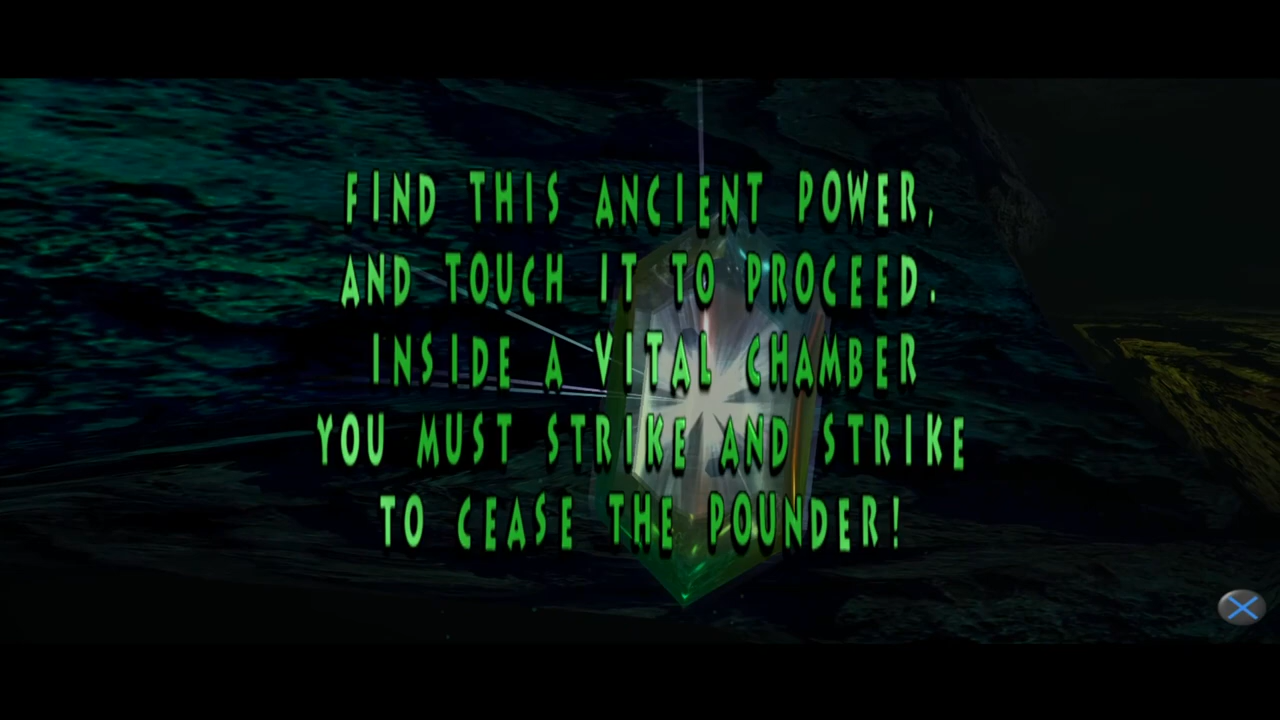 FIND THIS ANCIENT POWER,
AND TOUCH IT TO PROCEED.
INSIDE A VITAL CHAMBER
YOU MUST STRIKE AND STRIKE
TO CEASE THE POUNDER!